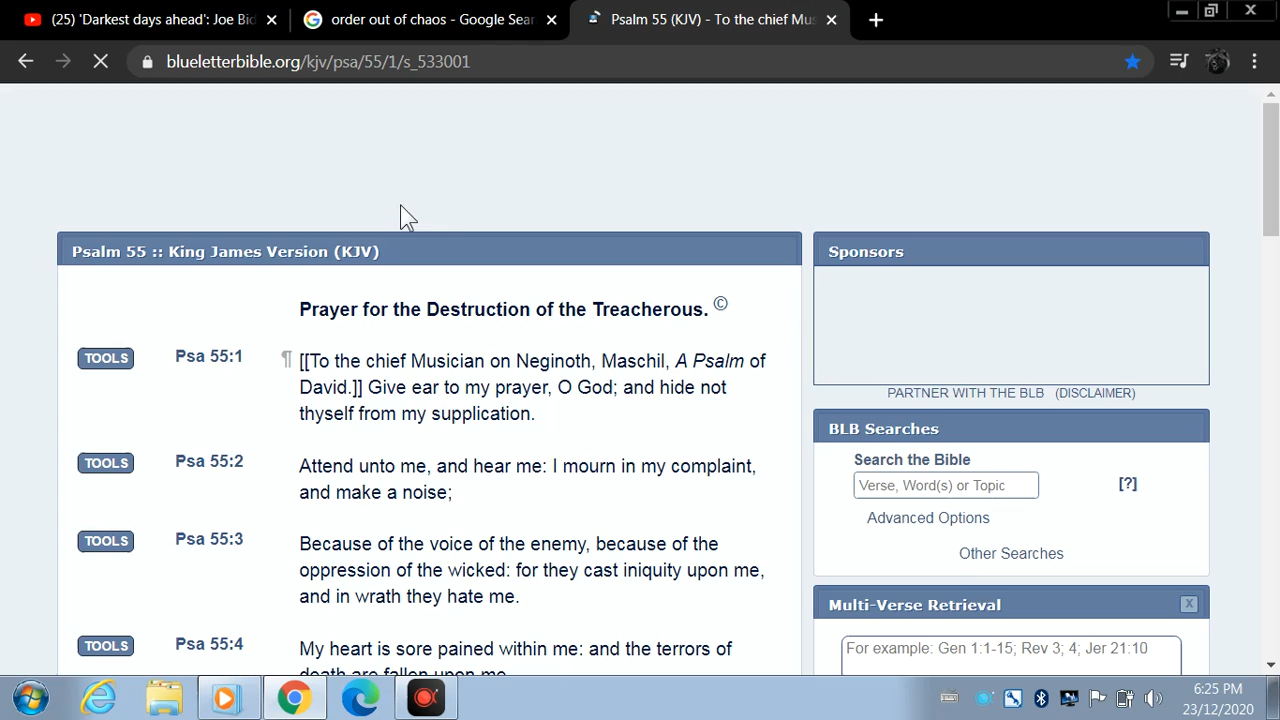 (25) 'Darkest days ahead': Joe Bid
order out of chaos - Google Sear
Psalm 55 (KJV) - To the chief Mus
blueletterbible.org/kjv/psa/55/1/s_533001
Psalm 55 :: King James Version (KJV)
Prayer for the Destruction of the Treacherous. ©
TOOLS Psa 55:1 ¶ [[To the chief Musician on Neginoth, Maschil, A Psalm of
David.]] Give ear to my prayer, O God; and hide not
thyself from my supplication.
TOOLS Psa 55:2 Attend unto me, and hear me: I mourn in my complaint,
and make a noise;
TOOLS Psa 55:3 Because of the voice of the enemy, because of the
oppression of the wicked: for they cast iniquity upon me,
and in wrath they hate me.
TOOLS Psa 55:4 My heart is sore pained within me: and the terrors of
death are fallen upon me.
Sponsors
PARTNER WITH THE BLB (DISCLAIMER)
BLB Searches
Search the Bible
Verse, Word(s) or Topic [?]
Advanced Options
Other Searches
Multi-Verse Retrieval X
For example: Gen 1:1-15; Rev 3; 4; Jer 21:10
6:25 PM
23/12/2020